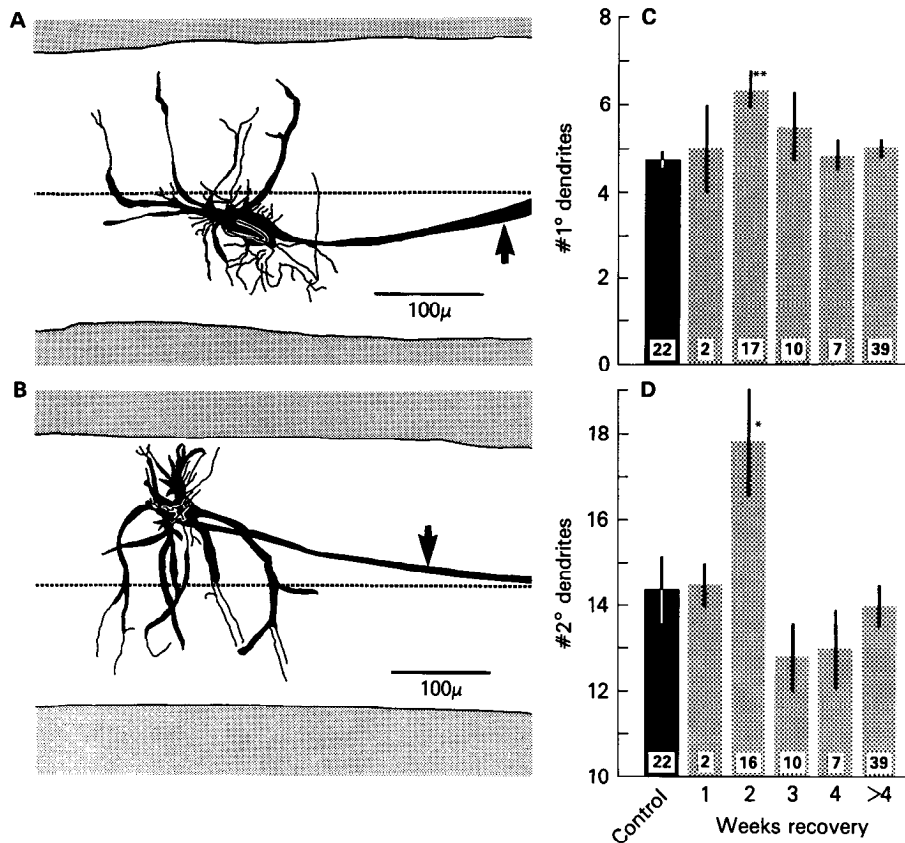 A
100µ
B
100µ
C
#1° dendrites
8
6
4
2
0
**
22 2 17 10 7 39
D
#2° dendrites
18
16
14
12
10
*
22 2 16 10 7 39
Control 1 2 3 4 >4
Weeks recovery